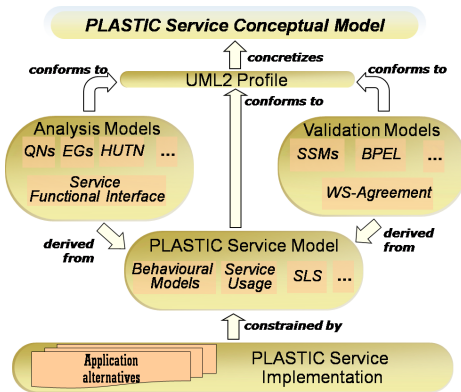 PLASTIC Service Conceptual Model
concretizes
conforms to
conforms to
UML2 Profile
conforms to
Analysis Models
QNs EGs HUTN ...
Service
Functional Interface
Validation Models
SSMs BPEL ...
WS-Agreement
derived
from
derived
from
PLASTIC Service Model
Behavioural
Models
Service
Usage
SLS
...
constrained by
Application
alternatives
PLASTIC Service
Implementation